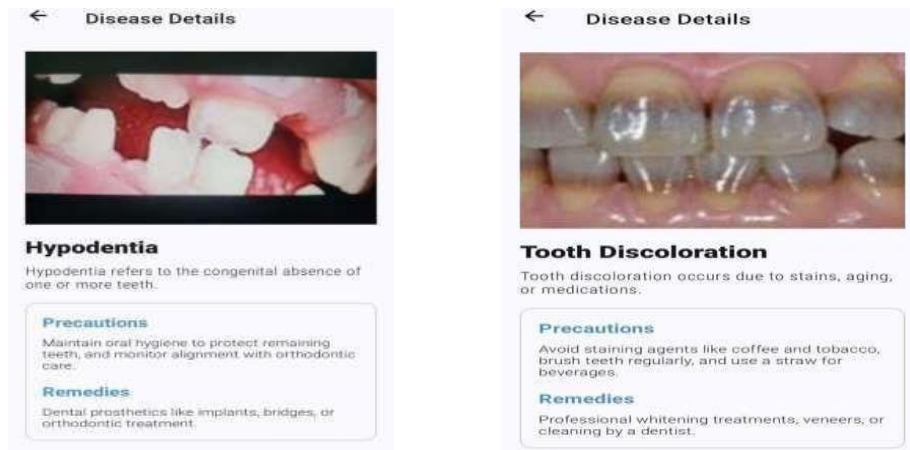 Disease Details
Hypodentia
Hypodentia refers to the congenital absence of
one or more teeth.
Precautions
Maintain oral hygiene to protect remaining
teeth, and monitor alignment with orthodontic
care.
Remedies
Dental prosthetics like implants, bridges, or
orthodontic treatment.
Disease Details
Tooth Discoloration
Tooth discoloration occurs due to stains, aging,
or medications.
Precautions
Avoid staining agents like coffee and tobacco,
brush teeth regularly, and use a straw for
beverages.
Remedies
Professional whitening treatments, veneers, or
cleaning by a dentist.